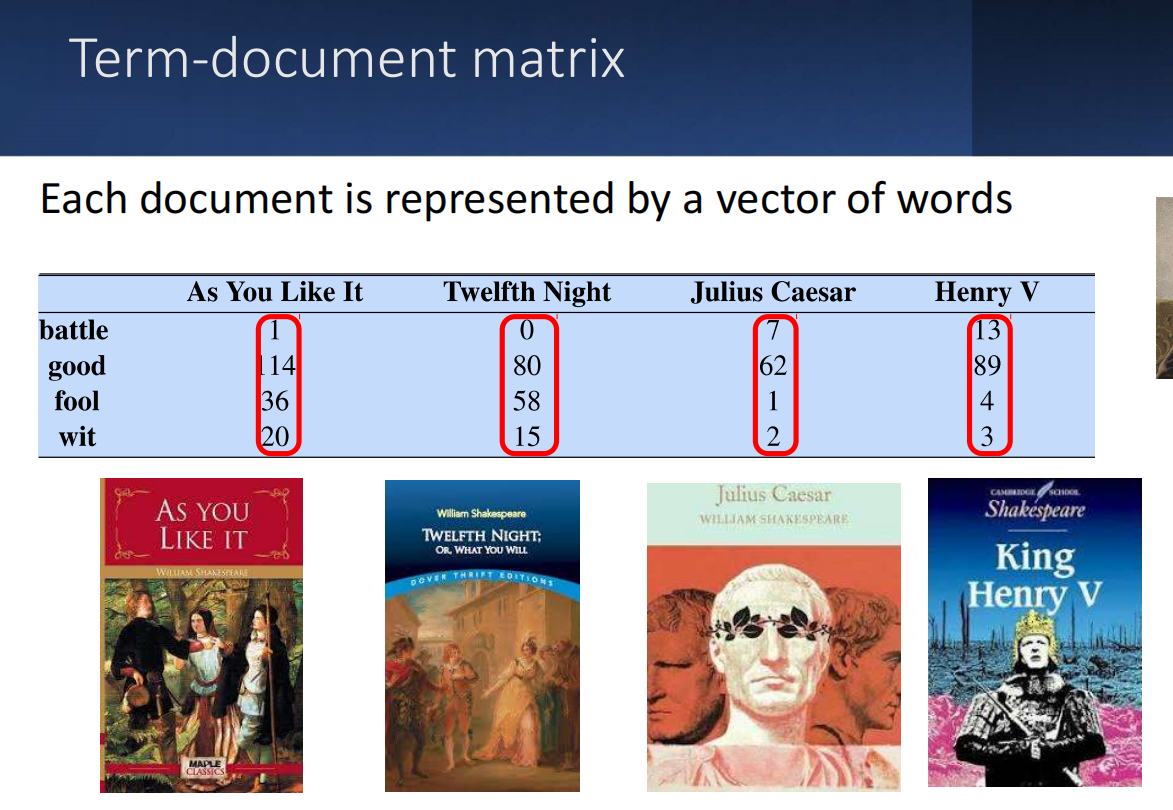 Term-document matrix
Each document is represented by a vector of words
As You Like It Twelfth Night Julius Caesar Henry V
battle 1 0 7 13
good 114 80 62 89
fool 36 58 1 4
wit 20 15 2 3
AS YOU
LIKE IT
WILLIAM SHAKESPEARE
MAPLE
CLASSICS
William Shakespeare
TWELFTH NIGHT;
OR, WHAT YOU WILL
DOVER THRIFT EDITIONS
Julius Caesar
WILLIAM SHAKESPEARE
CAMBRIDGE SCHOOL
Shakespeare
King
Henry V